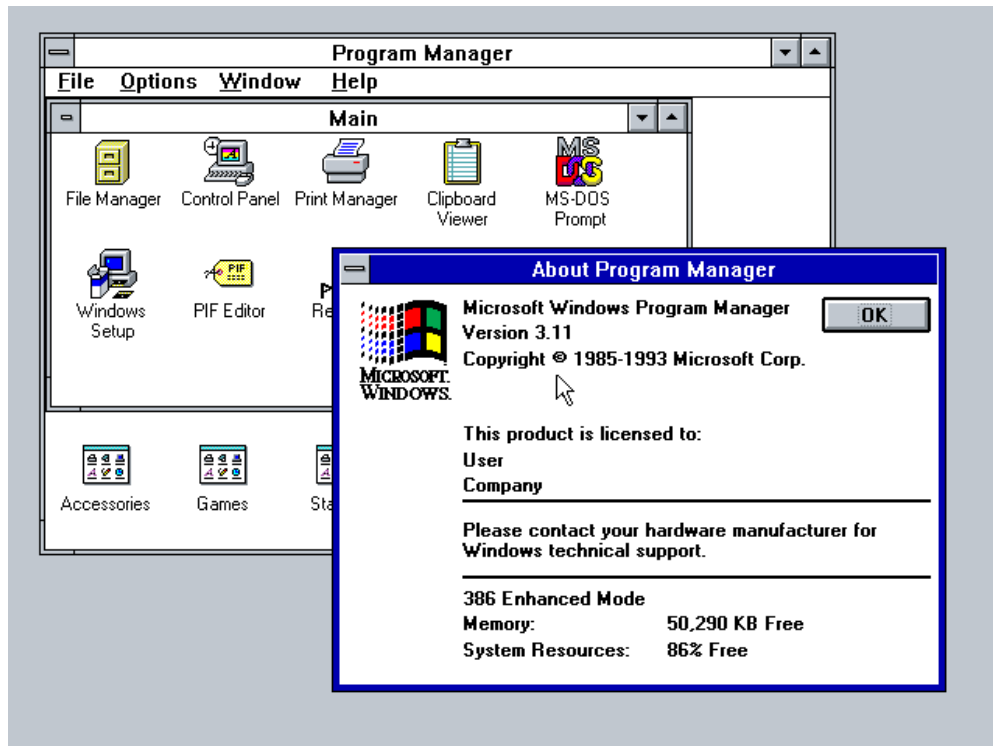 Program Manager
File Options Window Help
Main
File Manager
Control Panel
Print Manager
Clipboard
Viewer
MS-DOS
Prompt
MS
DOS
Windows
Setup
PIF
PIF Editor
Accessories
Games
About Program Manager
MICROSOFT.
WINDOWS.
Microsoft Windows Program Manager
Version 3.11
Copyright © 1985-1993 Microsoft Corp.
OK
This product is licensed to:
User
Company
Please contact your hardware manufacturer for
Windows technical support.
386 Enhanced Mode
Memory: 50,290 KB Free
System Resources: 86% Free